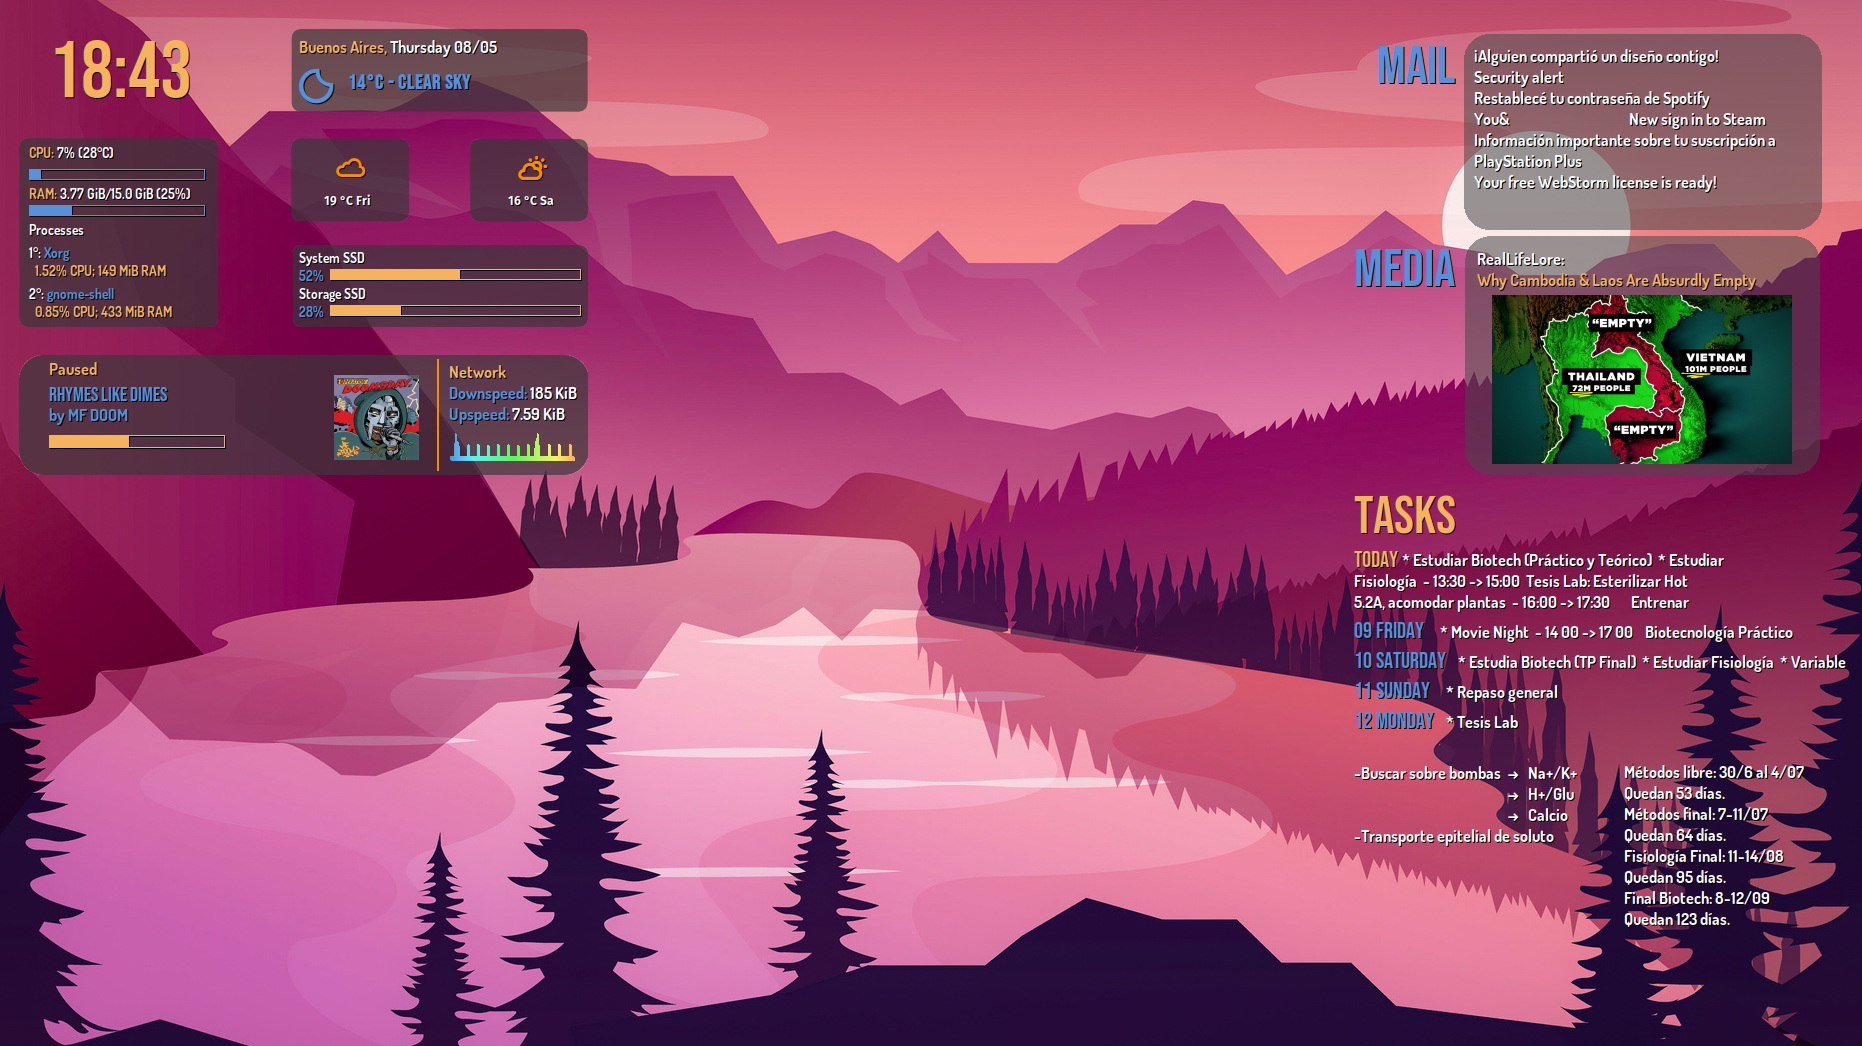 18:43
Buenos Aires, Thursday 08/05
14°C - CLEAR SKY
CPU: 7% (28°C)
RAM: 3.77 GiB/15.0 GiB (25%)
Processes
1°: Xorg
1.52% CPU; 149 MiB RAM
2°: gnome-shell
0.85% CPU; 433 MiB RAM
19 °C Fri
16 °C Sa
System SSD
52%
Storage SSD
28%
Paused
RHYMES LIKE DIMES
by MF DOOM
DOOMSDAY
Network
Downspeed: 185 KiB
Upspeed: 7.59 KiB
MAIL
¡Alguien compartió un diseño contigo!
Security alert
Restablecé tu contraseña de Spotify
You& New sign in to Steam
Información importante sobre tu suscripción a
PlayStation Plus
Your free WebStorm license is ready!
MEDIA
RealLifeLore:
Why Cambodia & Laos Are Absurdly Empty
"EMPTY"
VIETNAM
101M PEOPLE
THAILAND
72M PEOPLE
"EMPTY"
TASKS
TODAY * Estudiar Biotech (Práctico y Teórico) * Estudiar
Fisiología - 13:30 -> 15:00 Tesis Lab: Esterilizar Hot
5.2A, acomodar plantas - 16:00 -> 17:30 Entrenar
09 FRIDAY * Movie Night - 14 00 -> 17 00 Biotecnología Práctico
10 SATURDAY * Estudia Biotech (TP Final) * Estudiar Fisiología * Variable
11 SUNDAY * Repaso general
12 MONDAY * Tesis Lab
-Buscar sobre bombas → Na+/K+
→ H+/Glu
→ Calcio
-Transporte epitelial de soluto
Métodos libre: 30/6 al 4/07
Quedan 53 días.
Métodos final: 7-11/07
Quedan 64 días.
Fisiología Final: 11-14/08
Quedan 95 días.
Final Biotech: 8-12/09
Quedan 123 días.